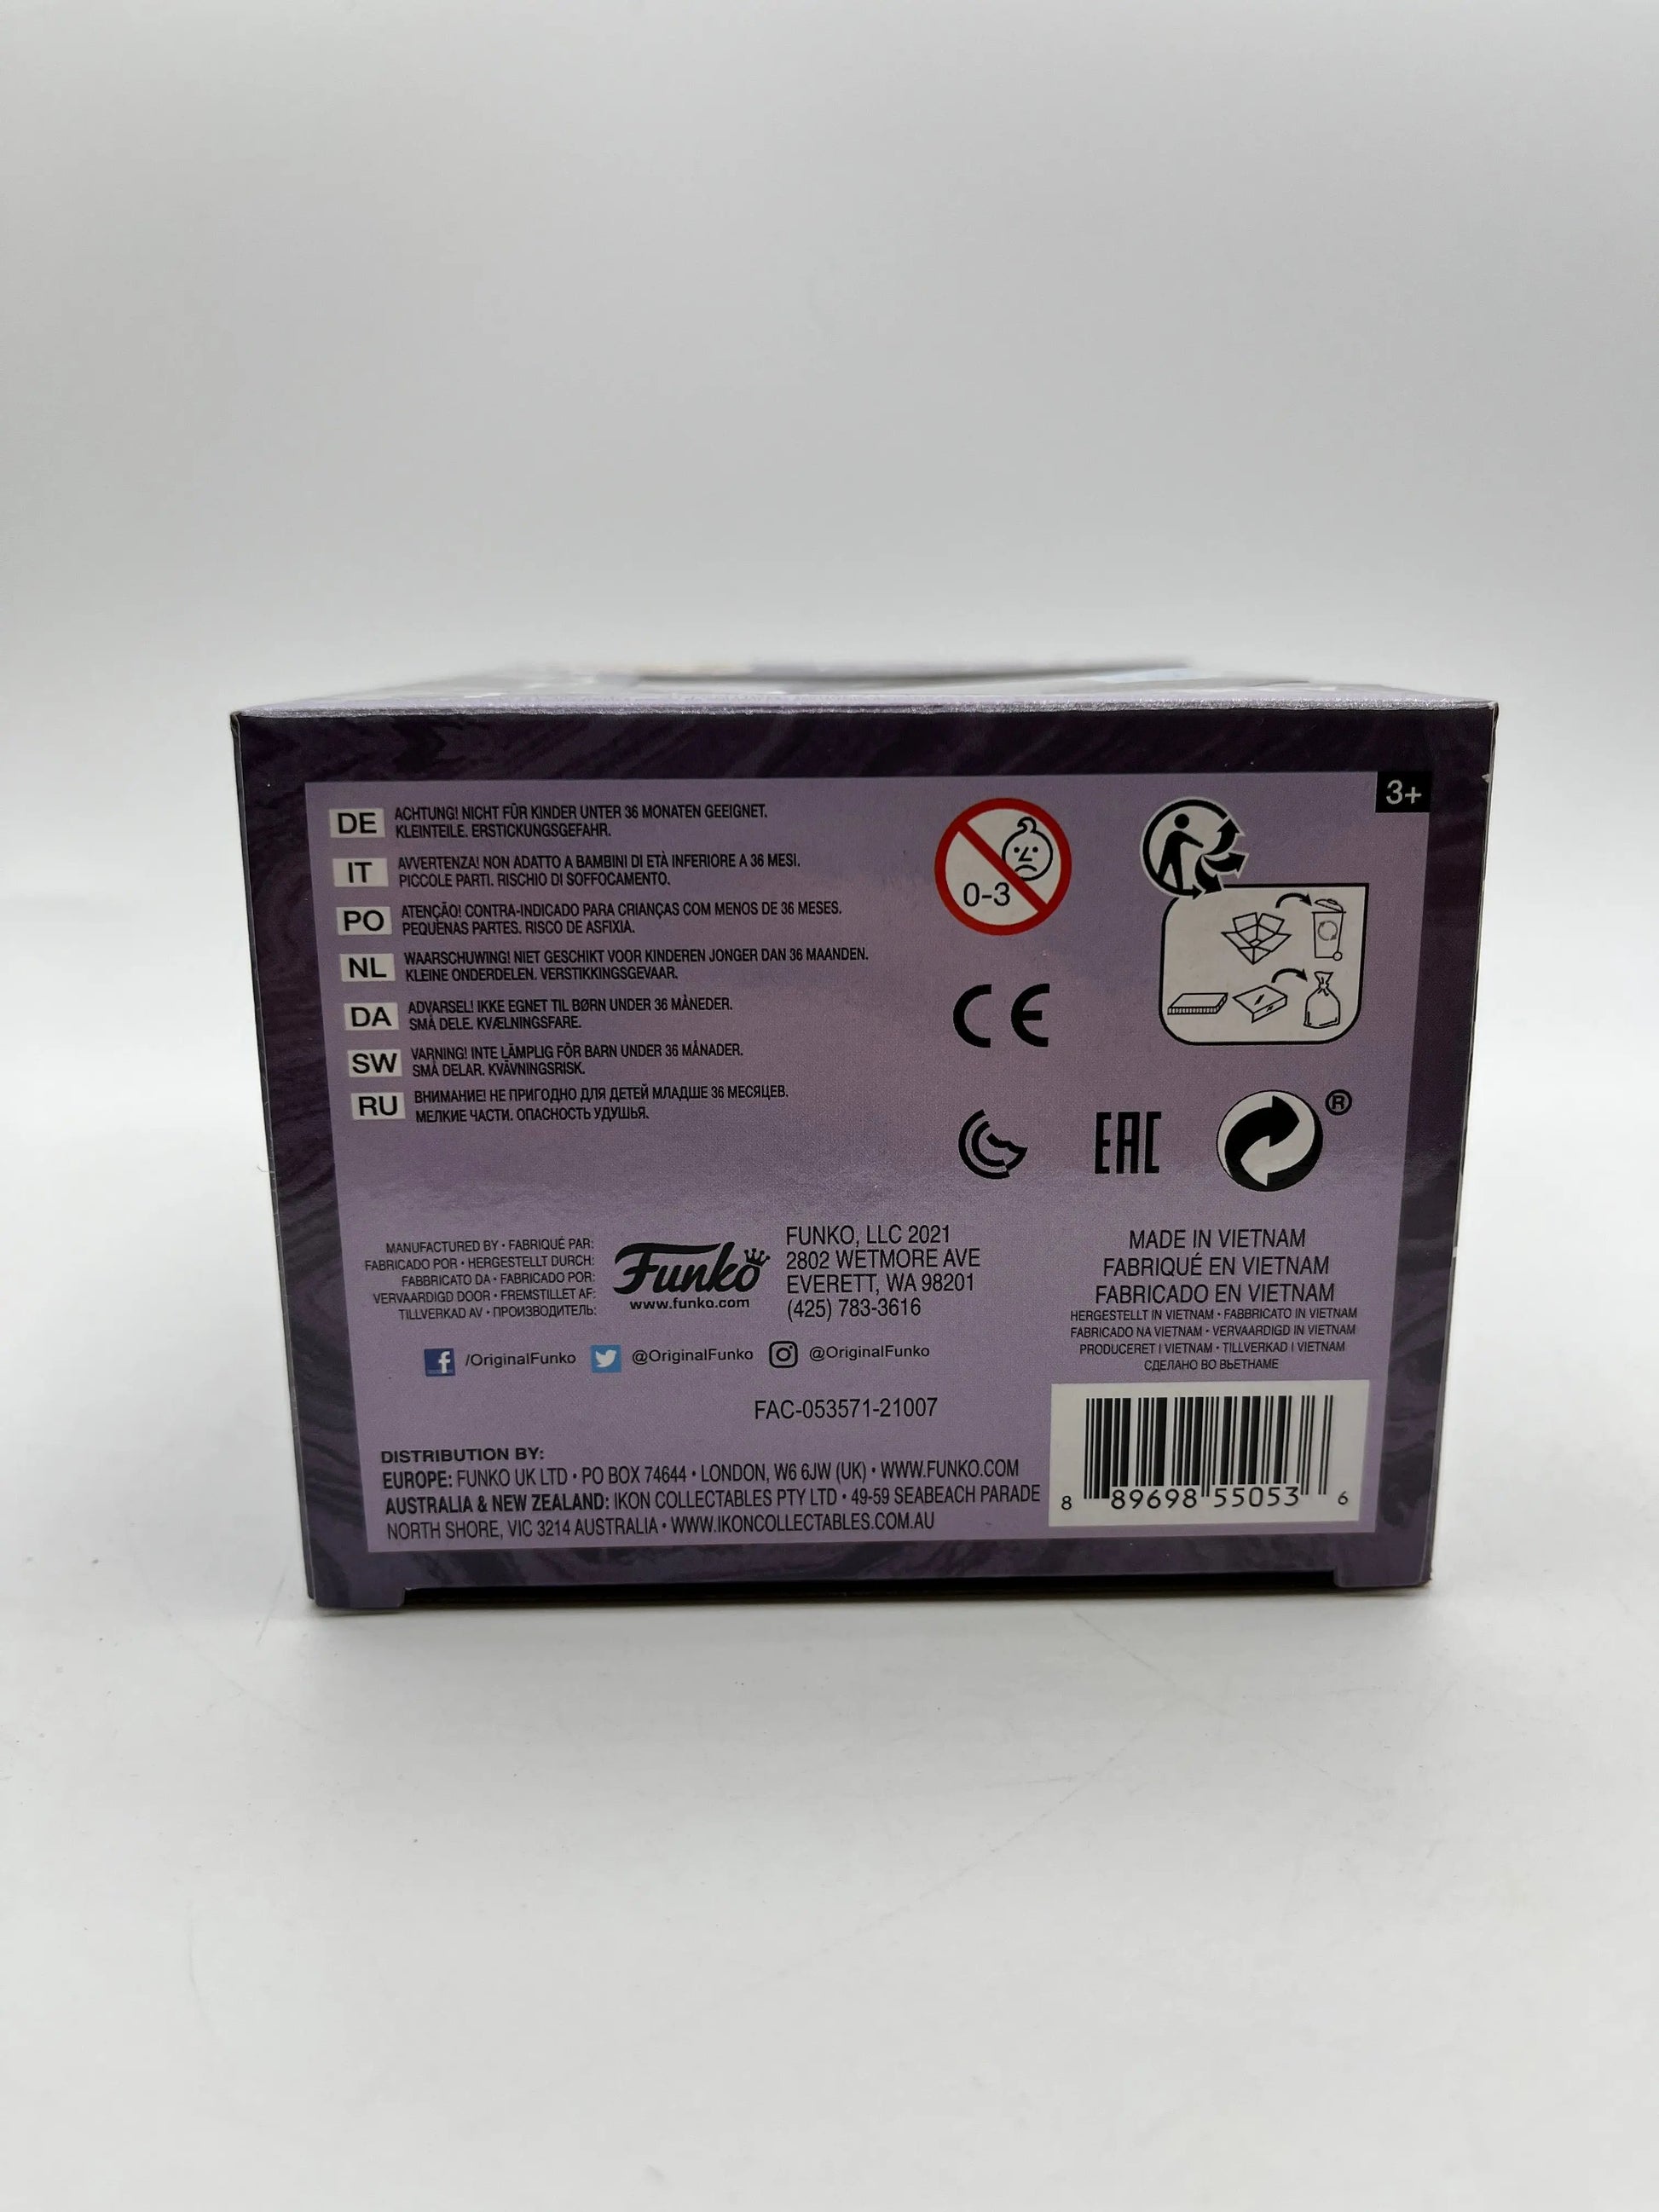 3+
DE ACHTUNG! NICHT FÜR KINDER UNTER 36 MONATEN GEEIGNET.
KLEINTEILE. ERSTICKUNGSGEFAHR.
IT AVVERTENZA! NON ADATTO A BAMBINI DI ETÀ INFERIORE A 36 MESI.
PICCOLE PARTI. RISCHIO DI SOFFOCAMENTO.
PO ATENÇÃO! CONTRA-INDICADO PARA CRIANÇAS COM MENOS DE 36 MESES.
PEQUENAS PARTES. RISCO DE ASFIXIA.
NL WAARSCHUWING! NIET GESCHIKT VOOR KINDEREN JONGER DAN 36 MAANDEN.
KLEINE ONDERDELEN. VERSTIKKINGSGEVAAR.
DA ADVARSEL! IKKE EGNET TIL BØRN UNDER 36 MÅNEDER.
SMÅ DELE. KVÆLNINGSFARE.
SW VARNING! INTE LÄMPLIG FÖR BARN UNDER 36 MÅNADER.
SMÅ DELAR. KVÄVNINGSRISK.
RU ВНИМАНИЕ! НЕ ПРИГОДНО ДЛЯ ДЕТЕЙ МЛАДШЕ 36 МЕСЯЦЕВ.
МЕЛКИЕ ЧАСТИ. ОПАСНОСТЬ УДУШЬЯ.
0-3
CE
EAC
®
MANUFACTURED BY • FABRIQUÉ PAR:
FABRICADO POR • HERGESTELLT DURCH:
FABBRICATO DA • FABRICADO POR:
VERVAARDIGD DOOR • FREMSTILLET AF:
TILLVERKAD AV • ПРОИЗВОДИТЕЛЬ:
Funko
www.funko.com
FUNKO, LLC 2021
2802 WETMORE AVE
EVERETT, WA 98201
(425) 783-3616
MADE IN VIETNAM
FABRIQUÉ EN VIETNAM
FABRICADO EN VIETNAM
HERGESTELLT IN VIETNAM • FABBRICATO IN VIETNAM
FABRICADO NA VIETNAM • VERVAARDIGD IN VIETNAM
PRODUCERET I VIETNAM • TILLVERKAD I VIETNAM
СДЕЛАНО ВО ВЬЕТНАМЕ
/OriginalFunko @OriginalFunko @OriginalFunko
FAC-053571-21007
DISTRIBUTION BY:
EUROPE: FUNKO UK LTD • PO BOX 74644 • LONDON, W6 6JW (UK) • WWW.FUNKO.COM
AUSTRALIA & NEW ZEALAND: IKON COLLECTABLES PTY LTD • 49-59 SEABEACH PARADE
NORTH SHORE, VIC 3214 AUSTRALIA • WWW.IKONCOLLECTABLES.COM.AU
8 89698 55053 6